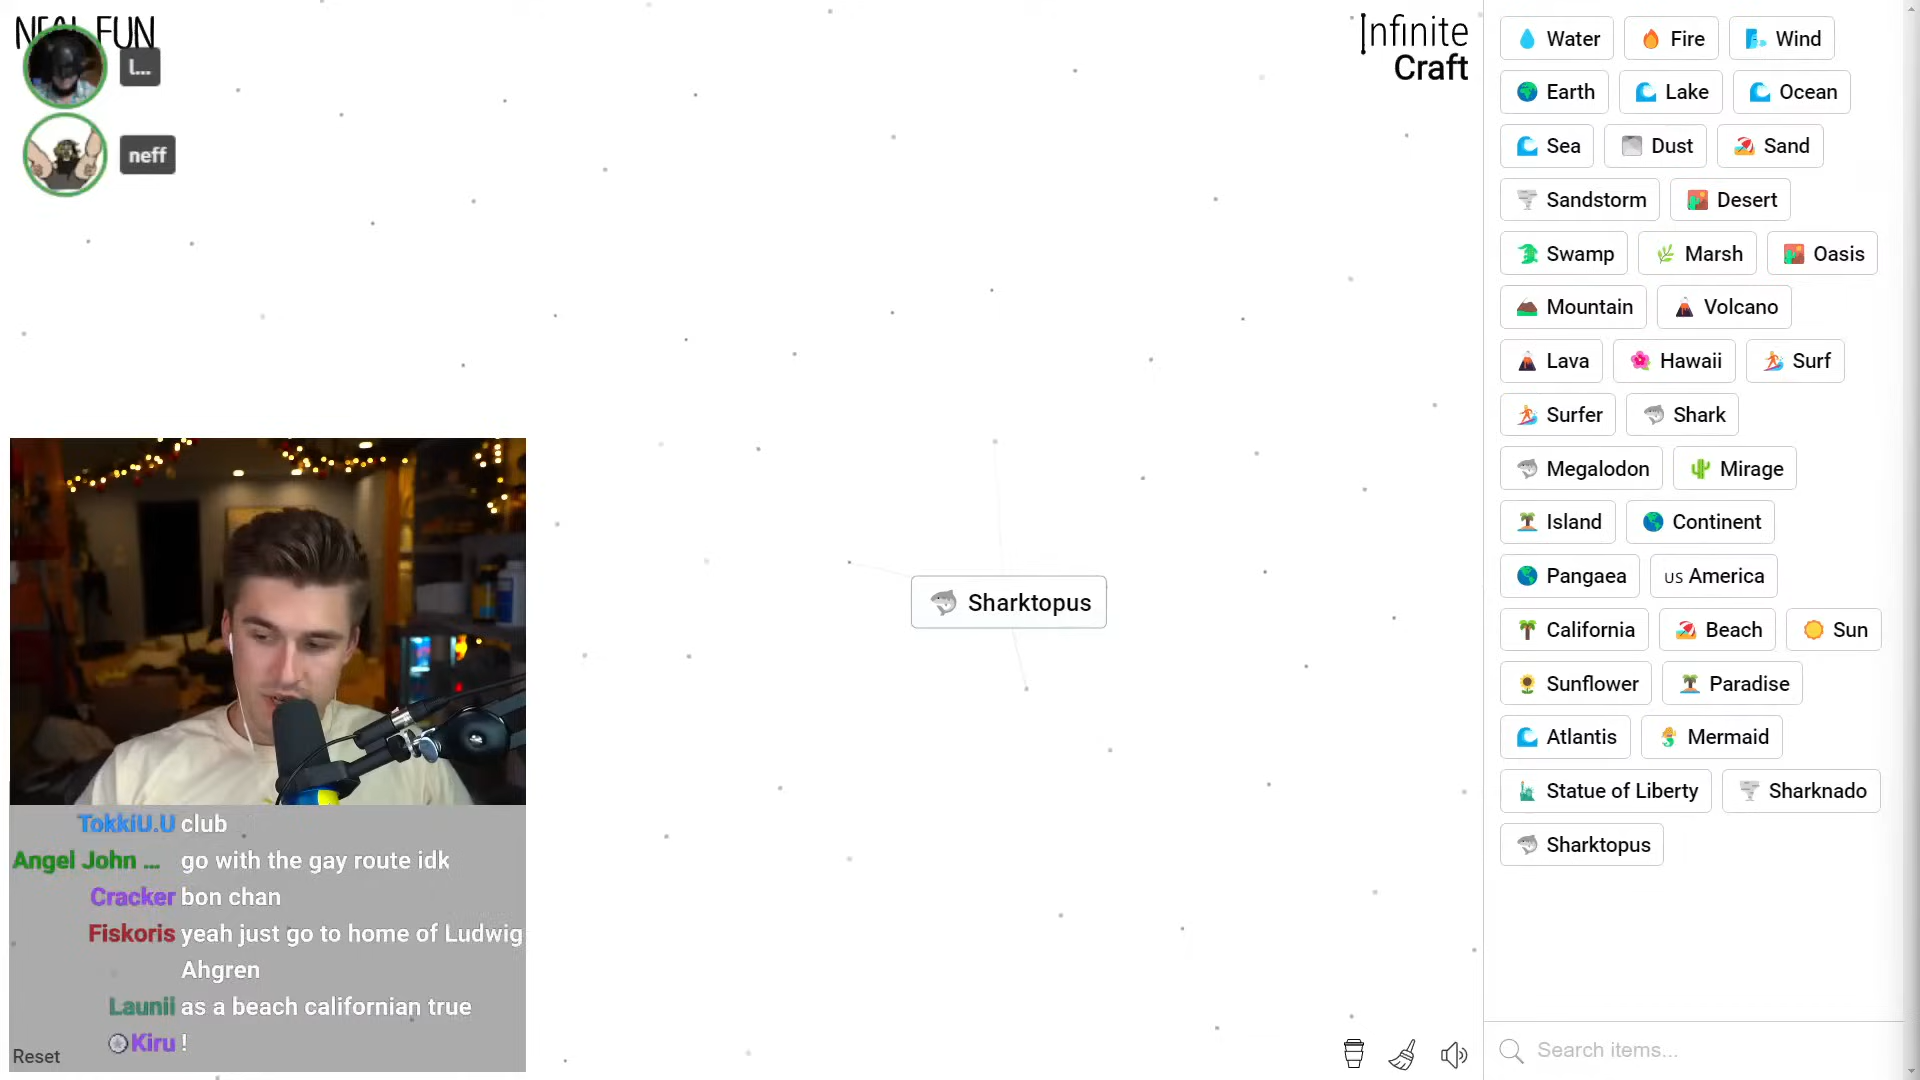 NEAL.FUN
l...
neff
Infinite
Craft
Water
Fire
Wind
Earth
Lake
Ocean
Sea
Dust
Sand
Sandstorm
Desert
Swamp
Marsh
Oasis
Mountain
Volcano
Lava
Hawaii
Surf
Surfer
Shark
Megalodon
Mirage
Island
Continent
Pangaea
US America
California
Beach
Sun
Sunflower
Paradise
Atlantis
Mermaid
Statue of Liberty
Sharknado
Sharktopus
Sharktopus
TokkiU.U club
Angel John ... go with the gay route idk
Cracker bon chan
Fiskoris yeah just go to home of Ludwig
Ahgren
Launii as a beach californian true
Kiru !
Reset
Search items...